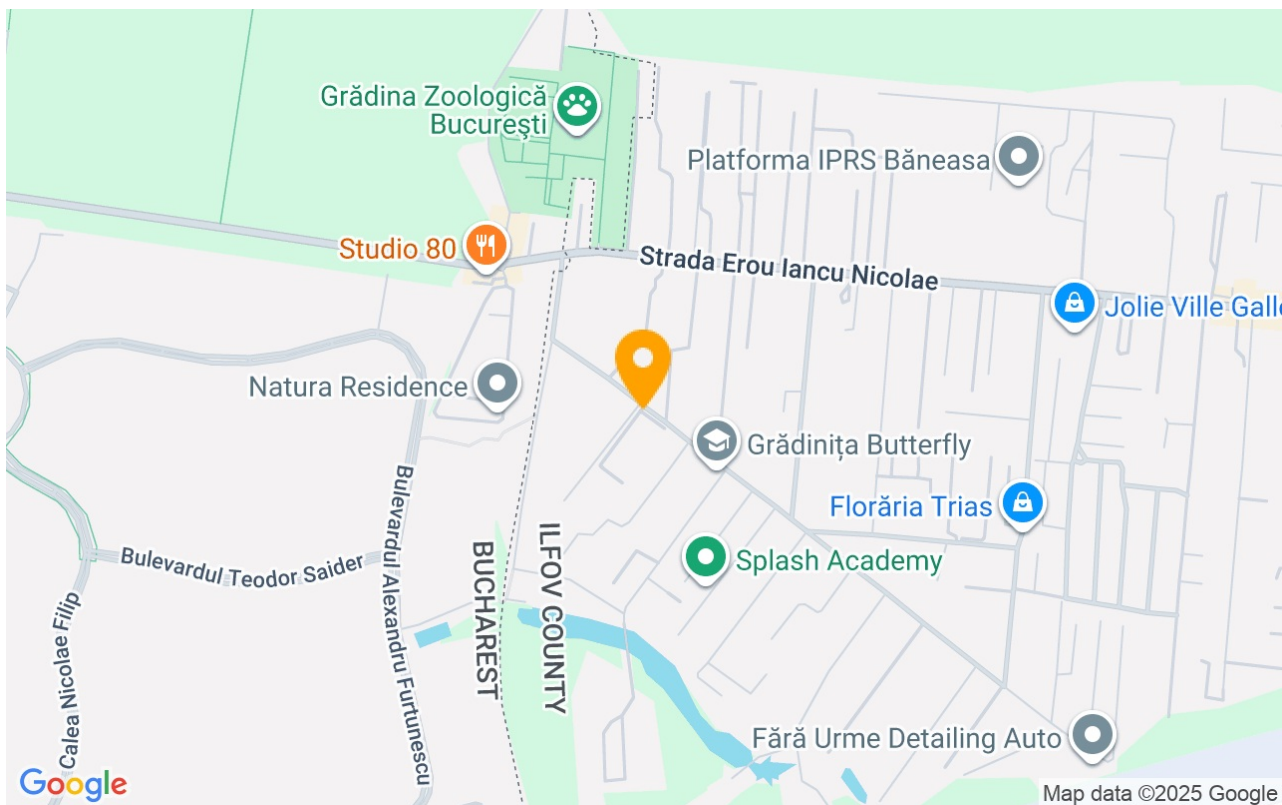 Grădina Zoologică
Bucureşti
Platforma IPRS Băneasa
Studio 80
Strada Erou Iancu Nicolae
Jolie Ville Galle
Natura Residence
Grădinița Butterfly
Florăria Trias
Bulevardul Teodor Saider
Bulevardul Alexandru Furtunescu
Calea Nicolae Filip
BUCHAREST
ILFOV COUNTY
Splash Academy
Fără Urme Detailing Auto
Google
Map data ©2025 Google